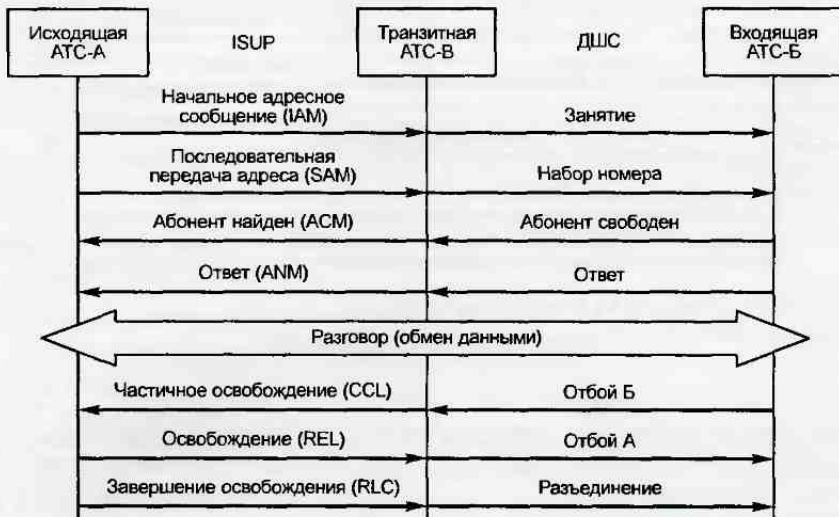 Исходящая
АТС-А
ISUP
Транзитная
АТС-В
ДШС
Входящая
АТС-Б
Начальное адресное
сообщение (IAM)
Занятие
Последовательная
передача адреса (SAM)
Набор номера
Абонент найден (ACM)
Абонент свободен
Ответ (ANM)
Ответ
Разговор (обмен данными)
Частичное освобождение (CCL)
Отбой Б
Освобождение (REL)
Отбой А
Завершение освобождения (RLC)
Разъединение